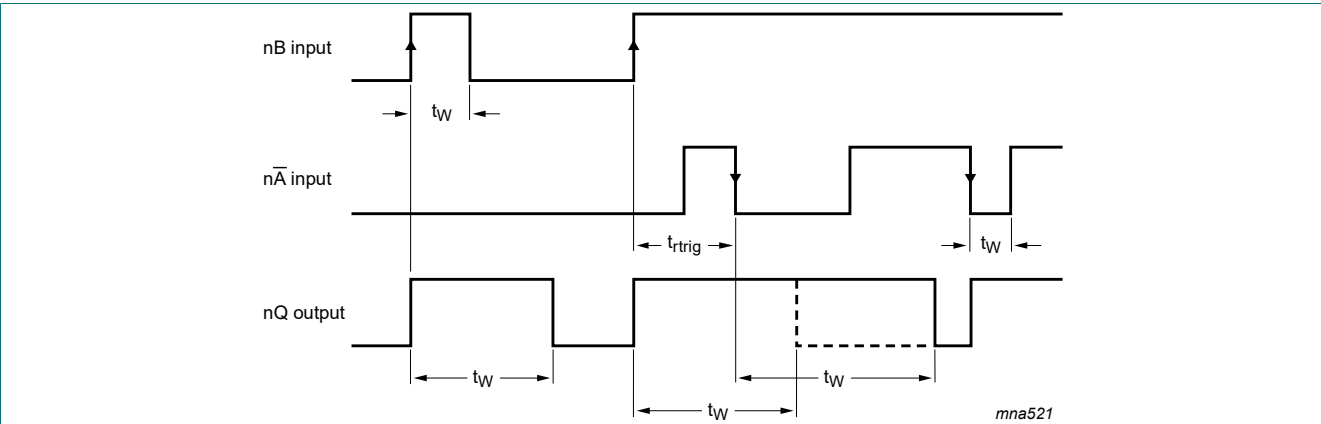 nB input
tW
nA̅ input
trtrig
tW
nQ output
tW
tW
tW
mna521